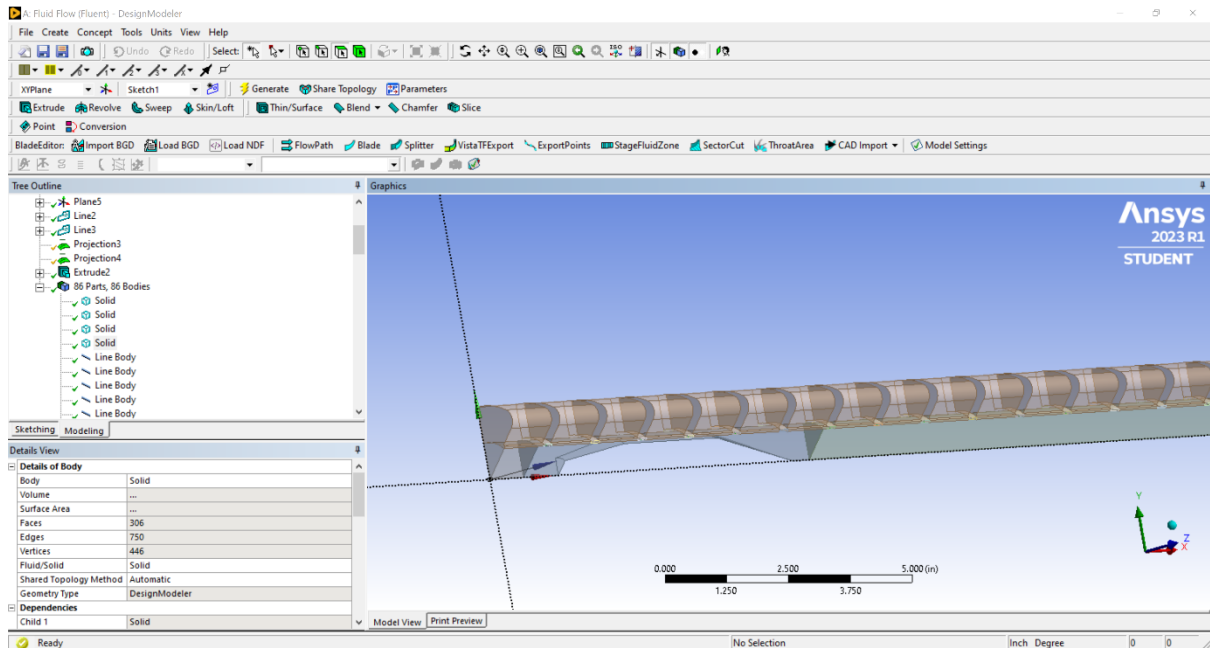 A: Fluid Flow (Fluent) - DesignModeler
File Create Concept Tools Units View Help
Undo Redo Select: ISO
XYPlane Sketch1 Generate Share Topology Parameters
Extrude Revolve Sweep Skin/Loft Thin/Surface Blend Chamfer Slice
Point Conversion
BladeEditor: Import BGD Load BGD Load NDF FlowPath Blade Splitter VistaTFExport ExportPoints StageFluidZone SectorCut ThroatArea CAD Import Model Settings
Tree Outline
Plane5
Line2
Line3
Projection3
Projection4
Extrude2
86 Parts, 86 Bodies
Solid
Solid
Solid
Solid
Line Body
Line Body
Line Body
Line Body
Line Body
Sketching Modeling
Details View
Details of Body
Body Solid
Volume ...
Surface Area ...
Faces 306
Edges 750
Vertices 446
Fluid/Solid Solid
Shared Topology Method Automatic
Geometry Type DesignModeler
Dependencies
Child 1 Solid
Graphics
Ansys
2023 R1
STUDENT
Y
Z
X
0.000 2.500 5.000 (in)
1.250 3.750
Model View Print Preview
Ready No Selection Inch Degree 0 0